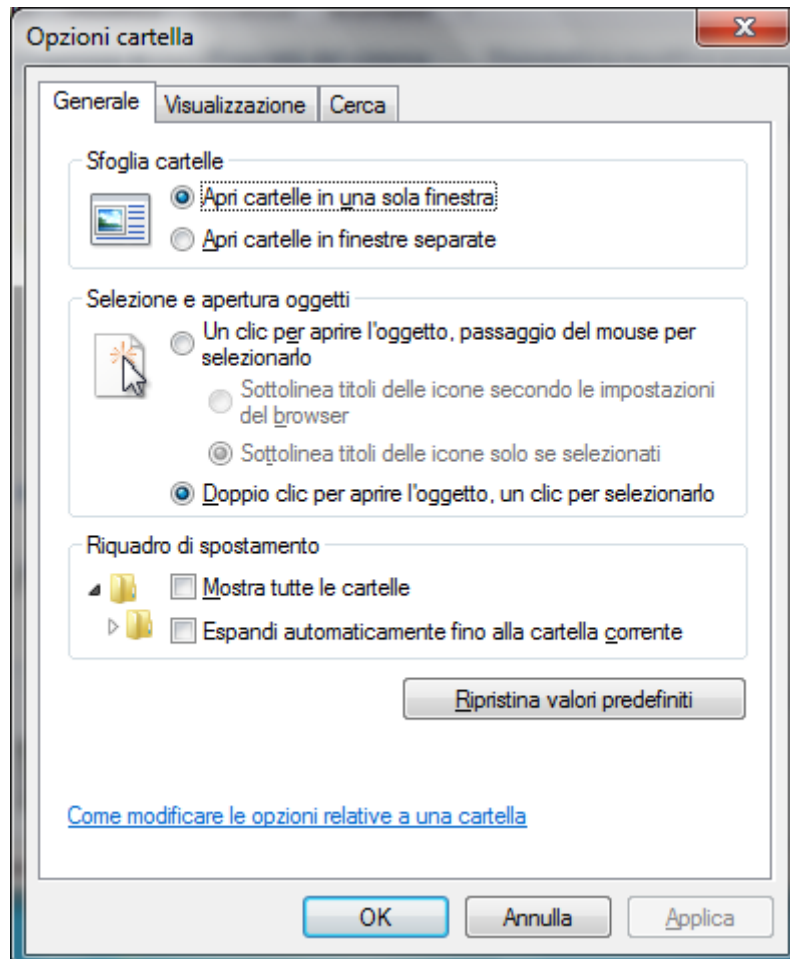 Opzioni cartella
Generale
Visualizzazione
Cerca
Sfoglia cartelle
Apri cartelle in una sola finestra
Apri cartelle in finestre separate
Selezione e apertura oggetti
Un clic per aprire l'oggetto, passaggio del mouse per
selezionarlo
Sottolinea titoli delle icone secondo le impostazioni
del browser
Sottolinea titoli delle icone solo se selezionati
Doppio clic per aprire l'oggetto, un clic per selezionarlo
Riquadro di spostamento
Mostra tutte le cartelle
Espandi automaticamente fino alla cartella corrente
Ripristina valori predefiniti
Come modificare le opzioni relative a una cartella
OK
Annulla
Applica